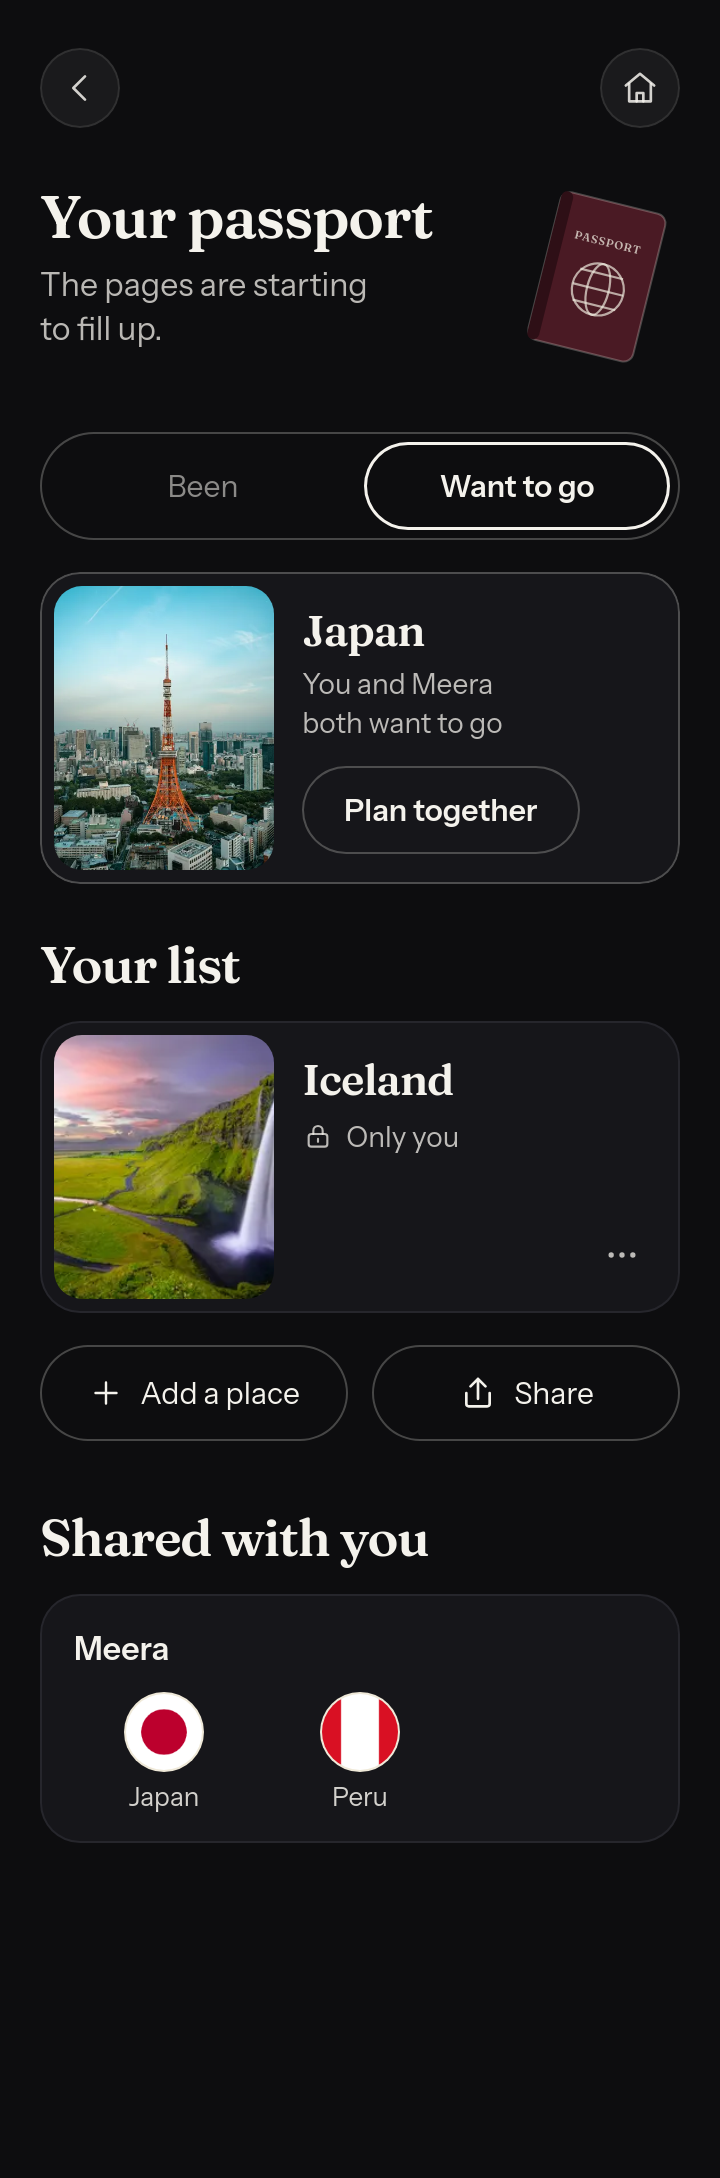 Your passport
The pages are starting
to fill up.
PASSPORT
Been
Want to go
Japan
You and Meera
both want to go
Plan together
Your list
Iceland
Only you
Add a place
Share
Shared with you
Meera
Japan
Peru